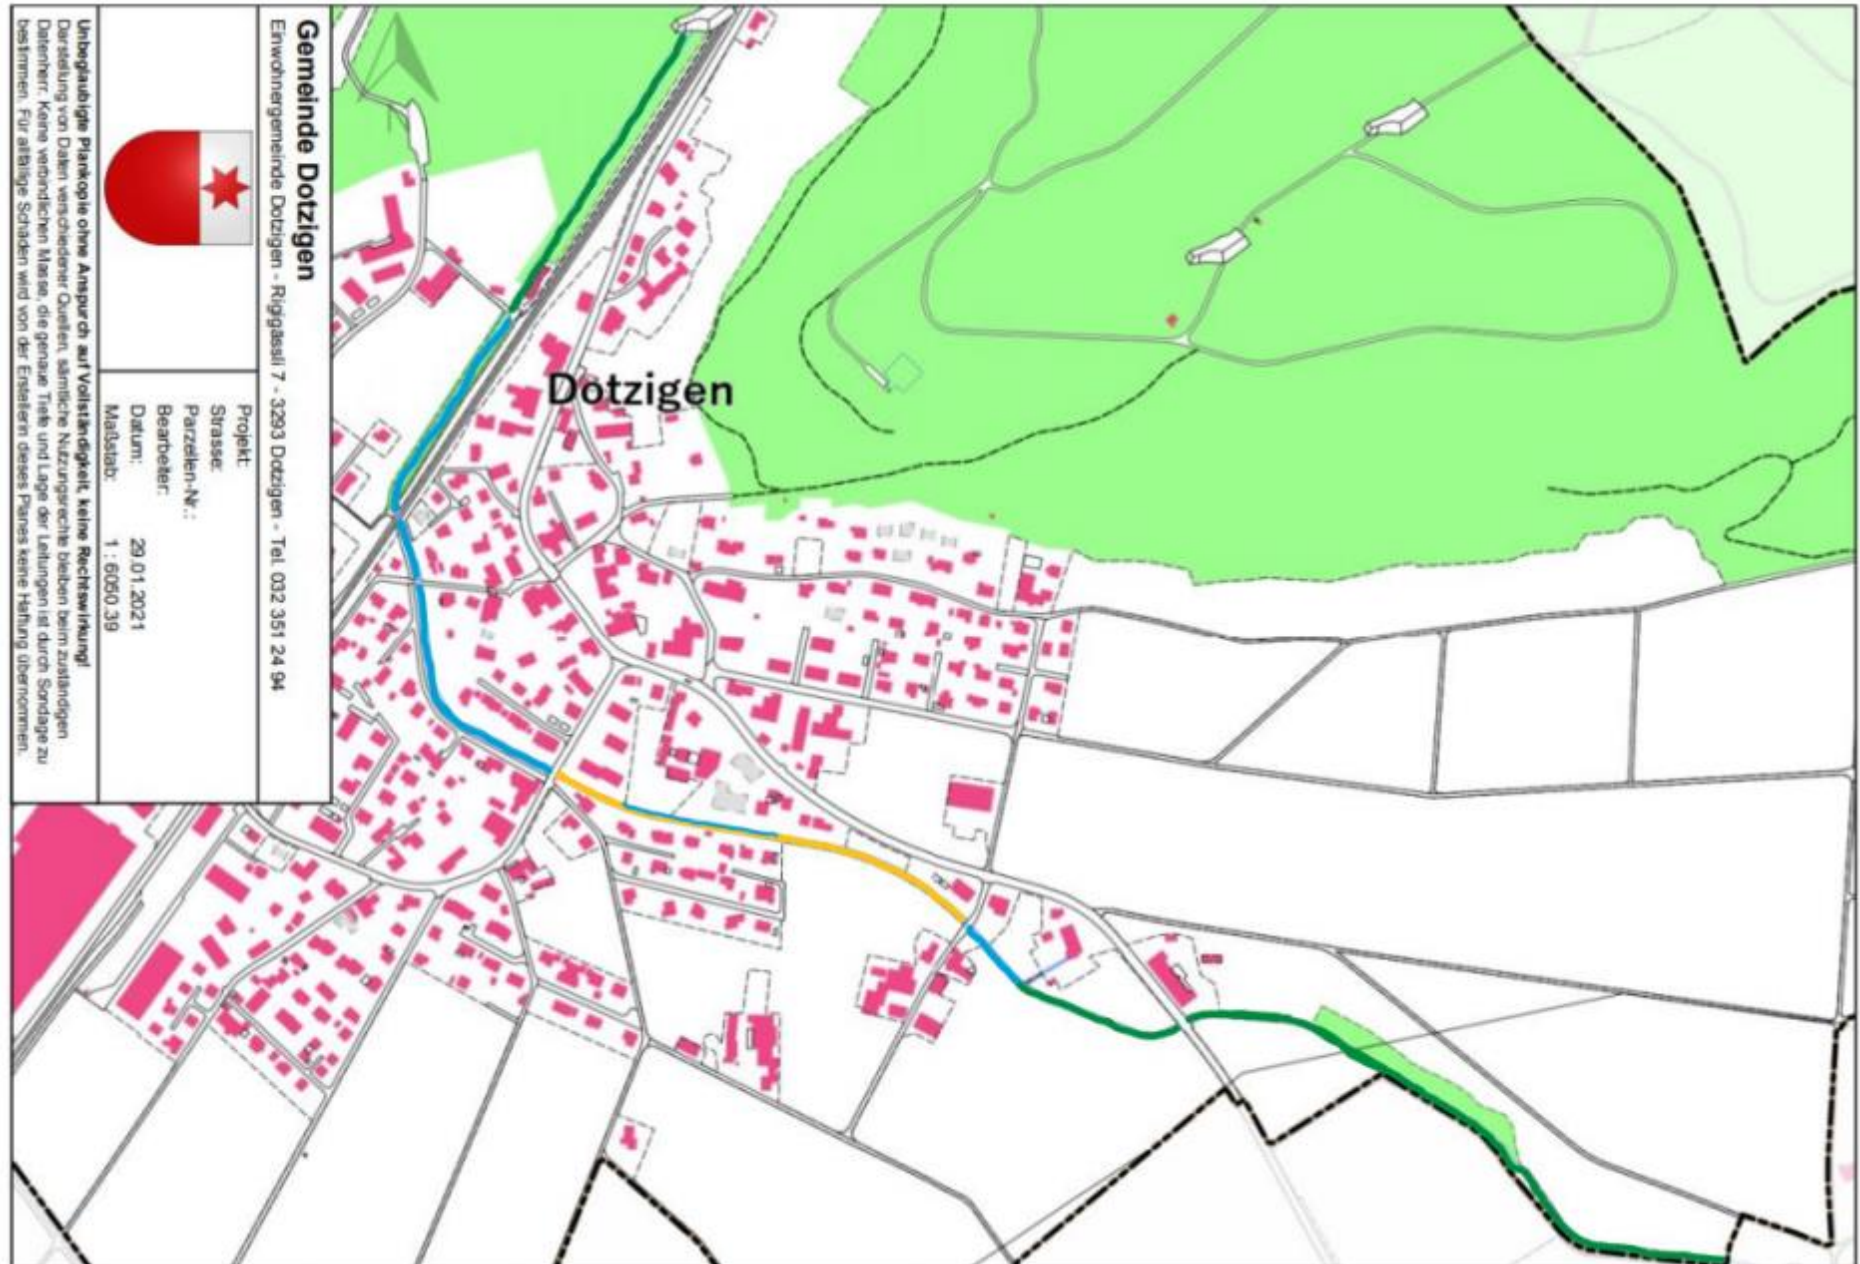 Gemeinde Dotzigen
Einwohnergemeinde Dotzigen - Rigigässli 7 - 3293 Dotzigen - Tel. 032 351 24 94
Projekt:
Strasse:
Parzellen-Nr.:
Bearbeiter:
Datum: 29.01.2021
Maßstab: 1 : 6050.39
Unbeglaubigte Plankopie ohne Anspurch auf Vollständigkeit, keine Rechtswirkung!
Darstellung von Daten verschiedener Quellen, sämtliche Nutzungsrechte bleiben beim zuständigen
Datenherr. Keine verbindlichen Masse, die genaue Tiefe und Lage der Leitungen ist durch Sondage zu
bestimmen. Für allfällige Schäden wird von der Erstellerin dieses Planes keine Haftung übernommen.
Dotzigen